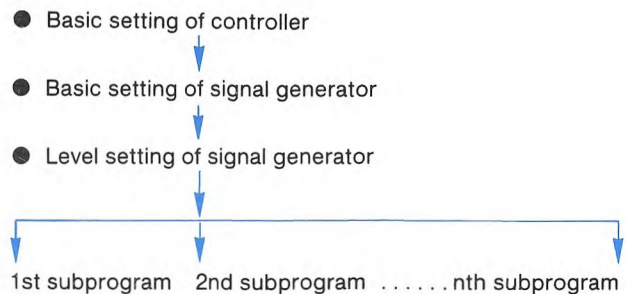 ● Basic setting of controller
● Basic setting of signal generator
● Level setting of signal generator
1st subprogram 2nd subprogram ...... nth subprogram